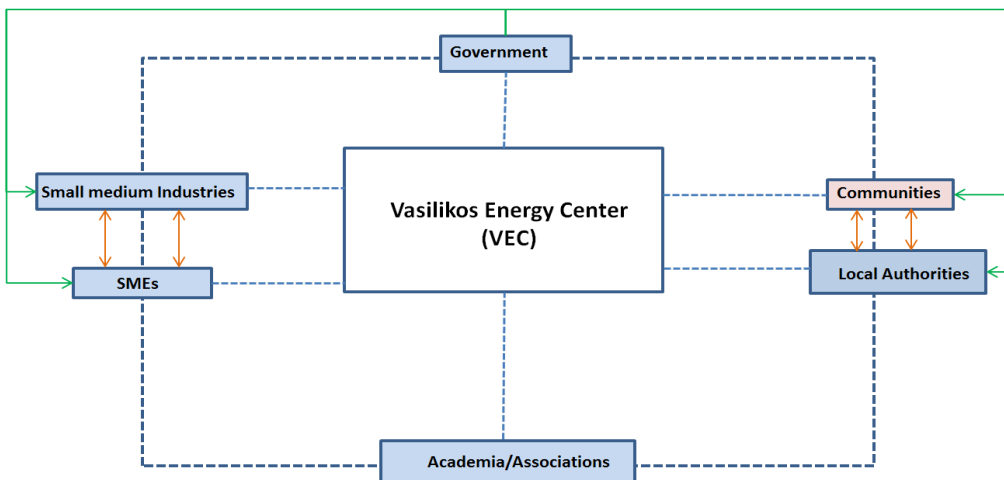 Government
Small medium Industries
Communities
Vasilikos Energy Center
(VEC)
SMEs
Local Authorities
Academia/Associations